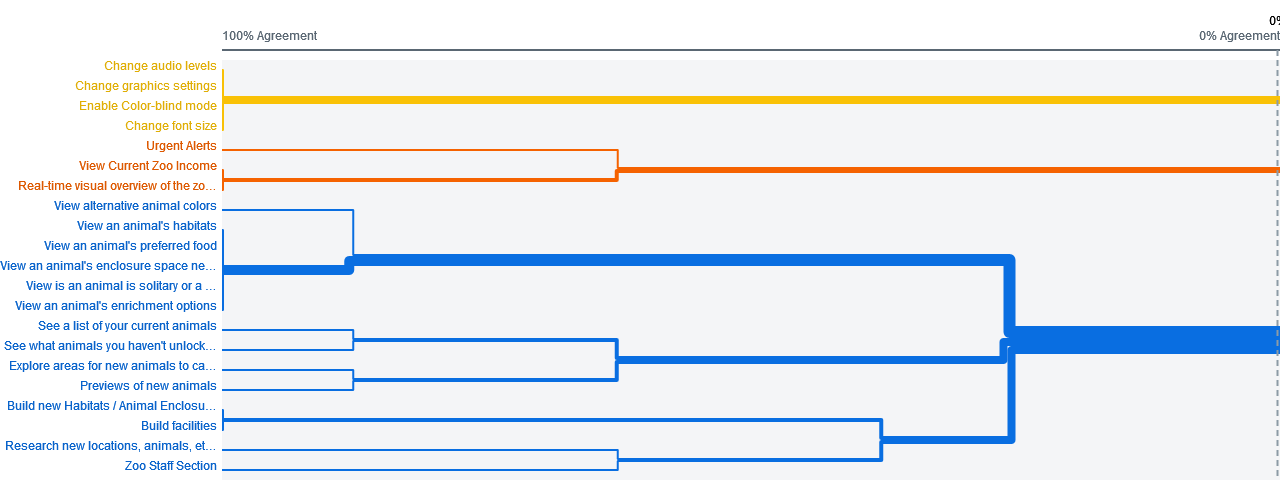 0%
100% Agreement
0% Agreement
Change audio levels
Change graphics settings
Enable Color-blind mode
Change font size
Urgent Alerts
View Current Zoo Income
Real-time visual overview of the zo...
View alternative animal colors
View an animal's habitats
View an animal's preferred food
View an animal's enclosure space ne...
View is an animal is solitary or a ...
View an animal's enrichment options
See a list of your current animals
See what animals you haven't unlock...
Explore areas for new animals to ca...
Previews of new animals
Build new Habitats / Animal Enclosu...
Build facilities
Research new locations, animals, et...
Zoo Staff Section